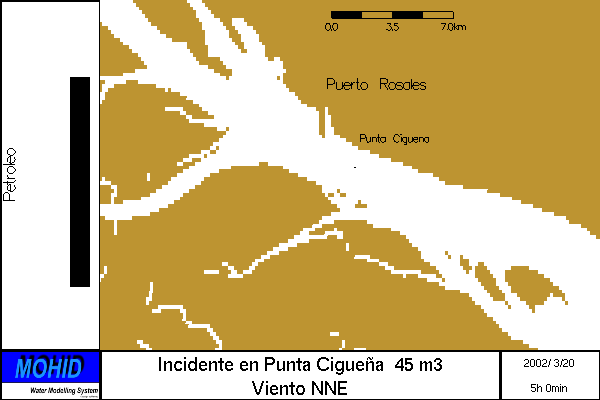 0.0 3.5 7.0km
Puerto Rosales
Punta Ciguena
Petroleo
MOHID
Water Modelling System
Incidente en Punta Cigueña 45 m3
Viento NNE
2002/ 3/20
5h 0min